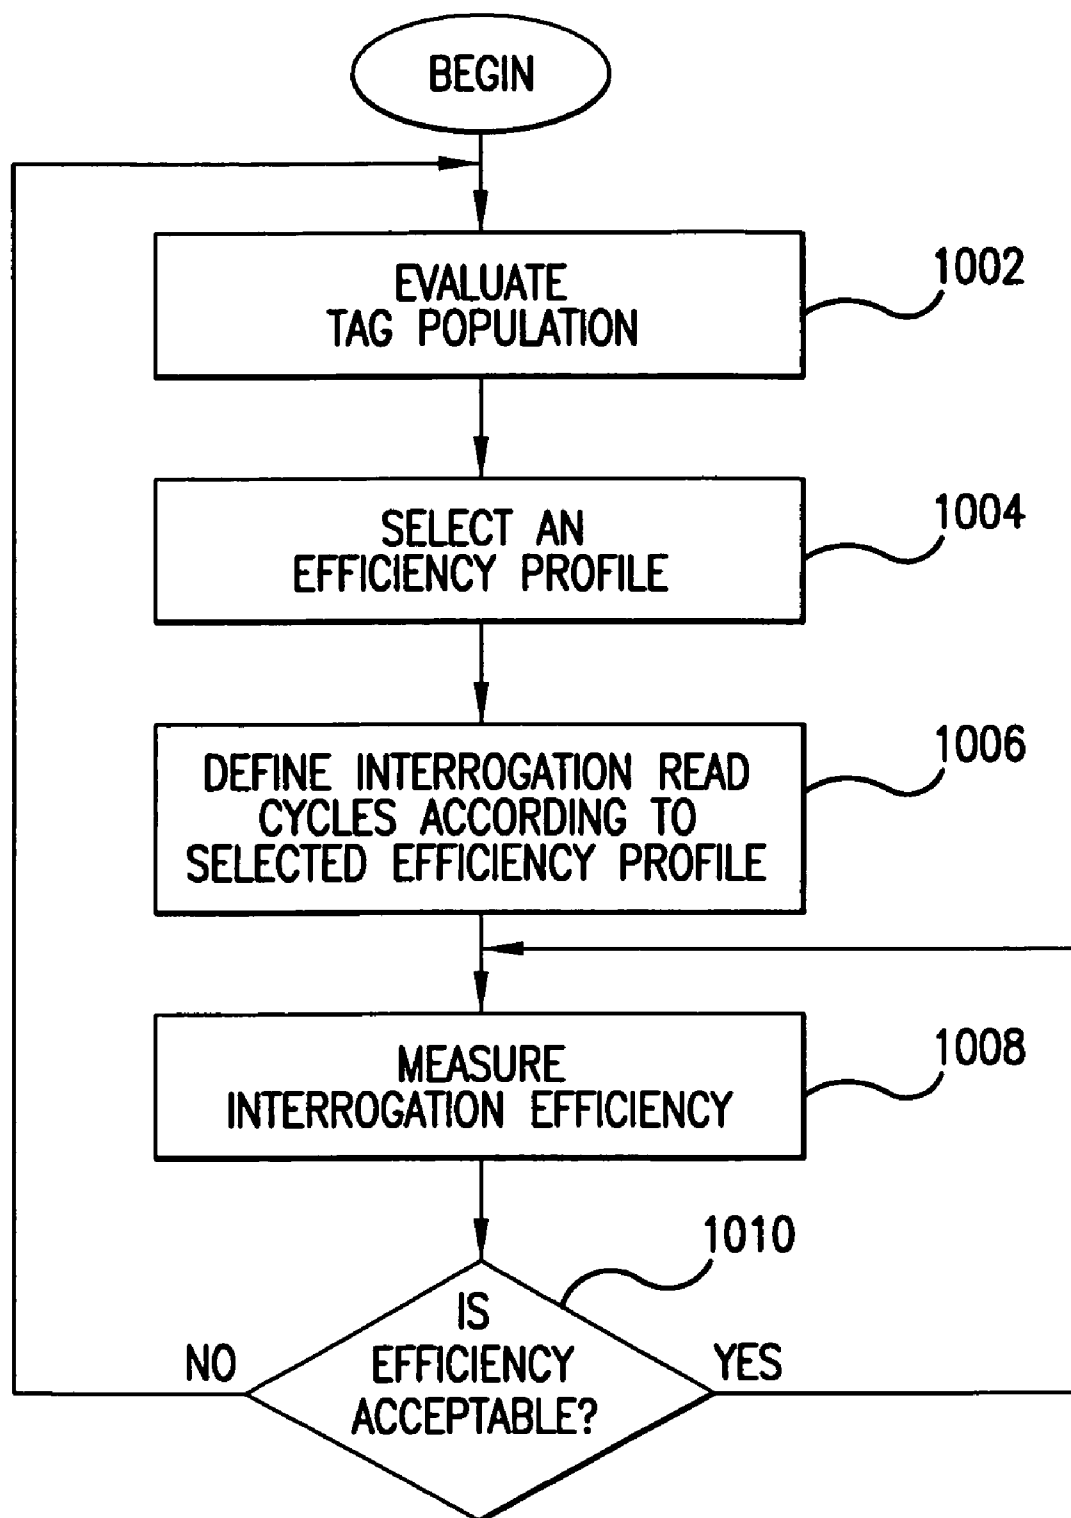 BEGIN
EVALUATE
TAG POPULATION
1002
SELECT AN
EFFICIENCY PROFILE
1004
DEFINE INTERROGATION READ
CYCLES ACCORDING TO
SELECTED EFFICIENCY PROFILE
1006
MEASURE
INTERROGATION EFFICIENCY
1008
1010
IS
EFFICIENCY
ACCEPTABLE?
NO
YES